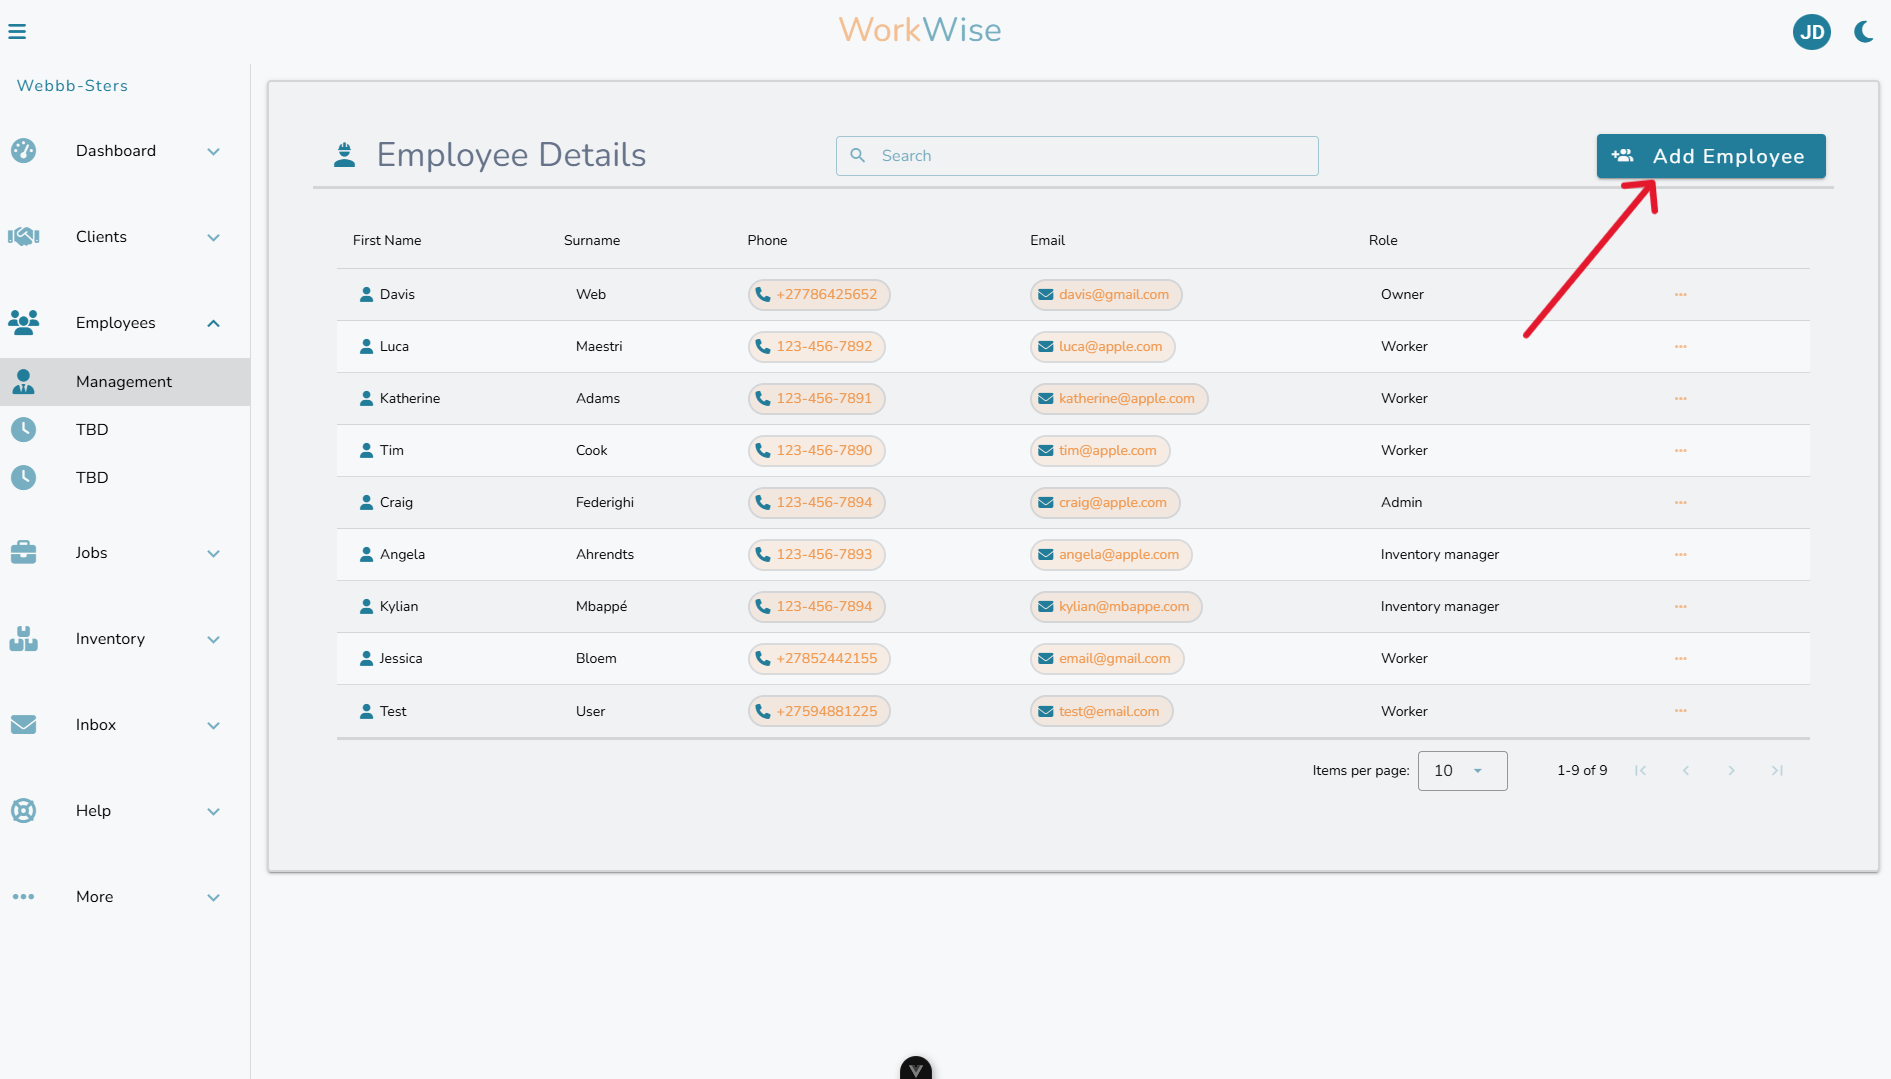 WorkWise
JD
Webbb-Sters
Dashboard
Clients
Employees
Management
TBD
TBD
Jobs
Inventory
Inbox
Help
More
Employee Details
Search
Add Employee
First Name Surname Phone Email Role
Davis Web +27786425652 davis@gmail.com Owner
Luca Maestri 123-456-7892 luca@apple.com Worker
Katherine Adams 123-456-7891 katherine@apple.com Worker
Tim Cook 123-456-7890 tim@apple.com Worker
Craig Federighi 123-456-7894 craig@apple.com Admin
Angela Ahrendts 123-456-7893 angela@apple.com Inventory manager
Kylian Mbappé 123-456-7894 kylian@mbappe.com Inventory manager
Jessica Bloem +27852442155 email@gmail.com Worker
Test User +27594881225 test@email.com Worker
Items per page: 10 1-9 of 9